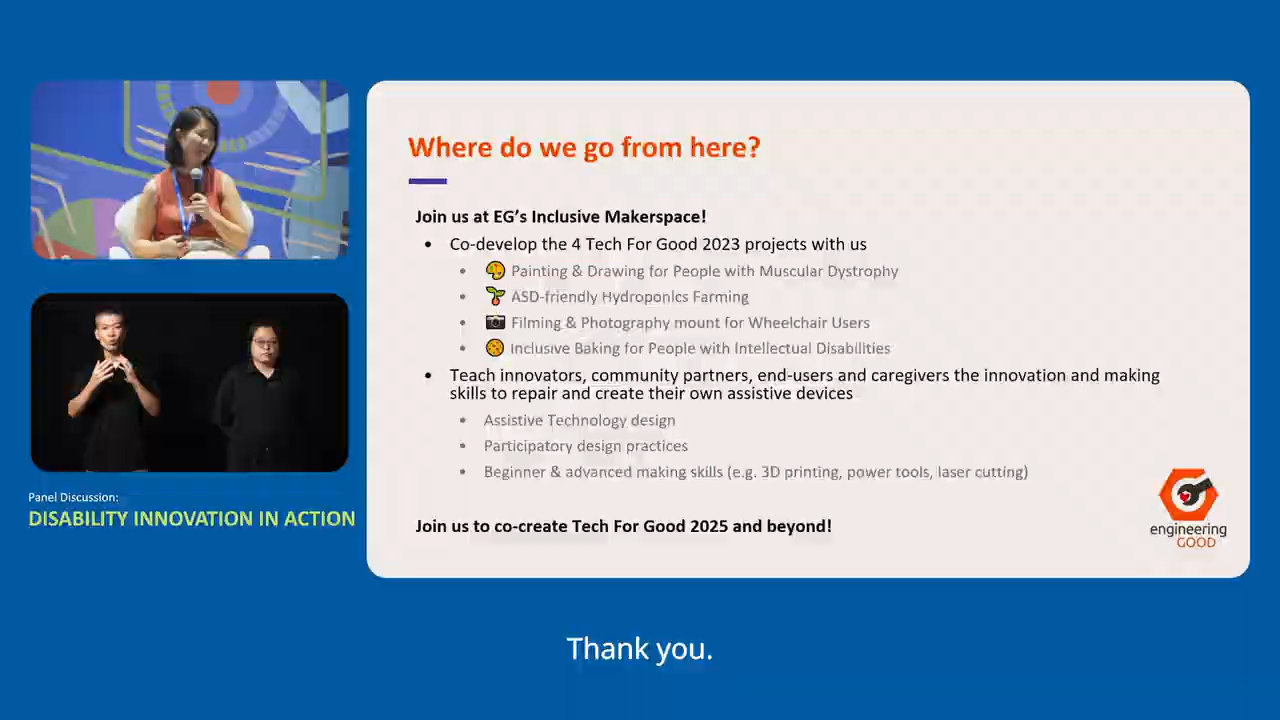 Where do we go from here?
Join us at EG’s Inclusive Makerspace!
• Co-develop the 4 Tech For Good 2023 projects with us
• Painting & Drawing for People with Muscular Dystrophy
• ASD-friendly Hydroponics Farming
• Filming & Photography mount for Wheelchair Users
• Inclusive Baking for People with Intellectual Disabilities
• Teach innovators, community partners, end-users and caregivers the innovation and making
skills to repair and create their own assistive devices
• Assistive Technology design
• Participatory design practices
• Beginner & advanced making skills (e.g. 3D printing, power tools, laser cutting)
Join us to co-create Tech For Good 2025 and beyond!
engineering
GOOD
Panel Discussion:
DISABILITY INNOVATION IN ACTION
Thank you.